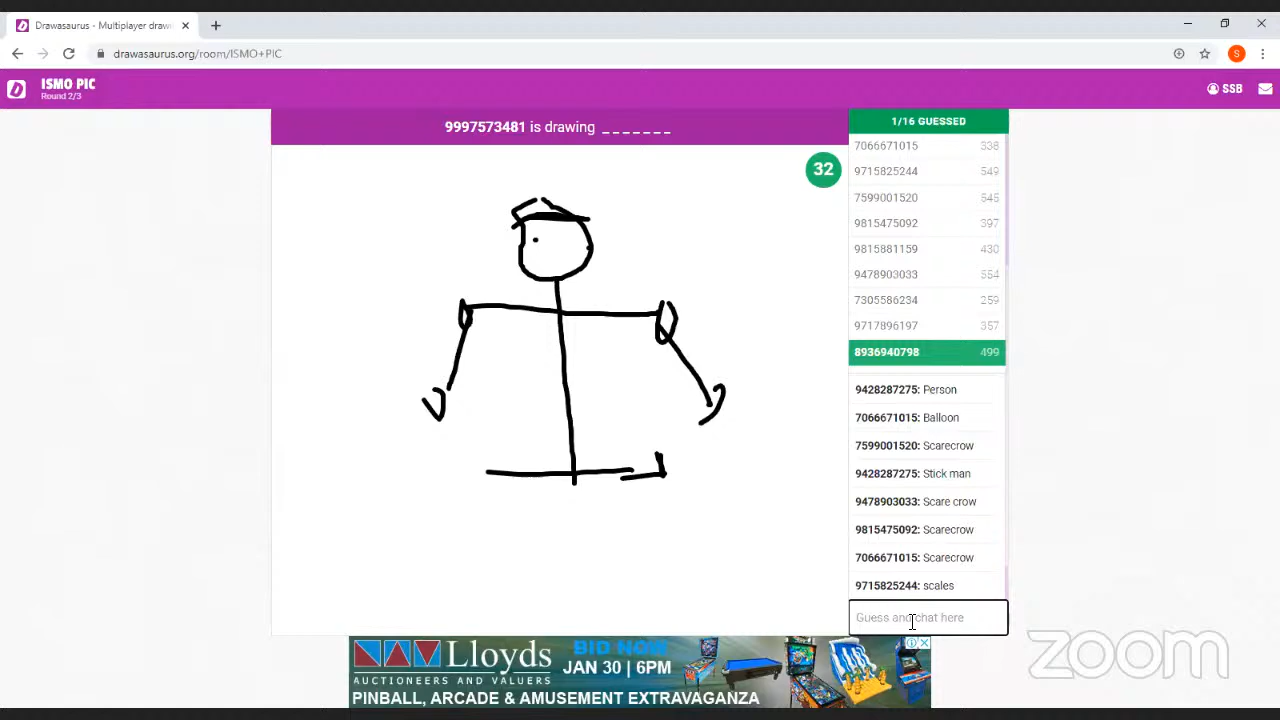 Drawasaurus - Multiplayer draw
drawasaurus.org/room/ISMO+PIC
S
ISMO PIC
Round 2/3
SSB
9997573481 is drawing _ _ _ _ _ _ _
32
1/16 GUESSED
7066671015 338
9715825244 549
7599001520 545
9815475092 397
9815881159 430
9478903033 554
7305586234 259
9717896197 357
8936940798 499
9428287275: Person
7066671015: Balloon
7599001520: Scarecrow
9428287275: Stick man
9478903033: Scare crow
9815475092: Scarecrow
7066671015: Scarecrow
9715825244: scales
Guess and chat here
NAV Lloyds
AUCTIONEERS AND VALUERS
BID NOW
JAN 30 | 6PM
PINBALL, ARCADE & AMUSEMENT EXTRAVAGANZA
zoom